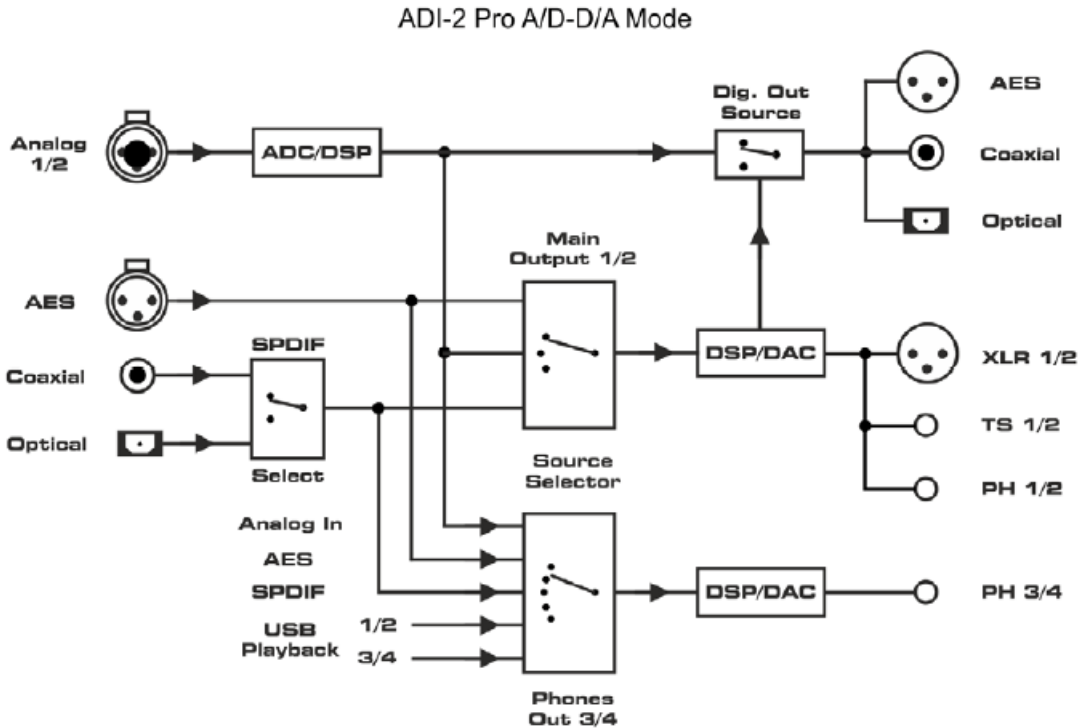 ADI-2 Pro A/D-D/A Mode
Dig. Out
Source
AES
Analog
1/2
ADC/DSP
Coaxial
Optical
Main
Output 1/2
AES
SPDIF
DSP/DAC
XLR 1/2
Coaxial
TS 1/2
Optical
Select
Source
Selector
PH 1/2
Analog In
AES
SPDIF
DSP/DAC
PH 3/4
USB
Playback
1/2
3/4
Phones
Out 3/4